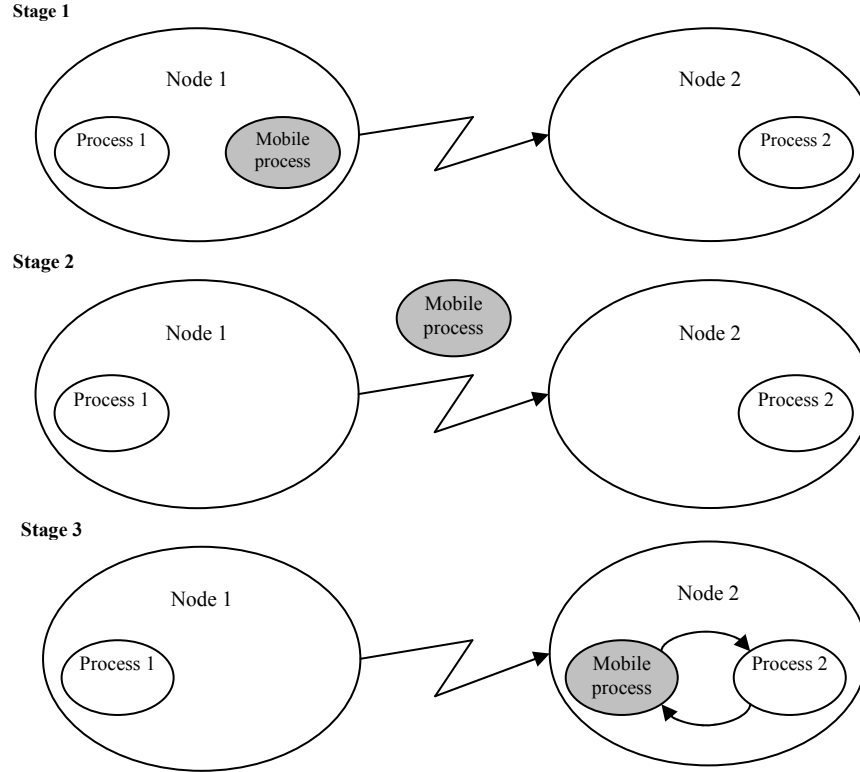 Stage 1
Node 1
Node 2
Process 1
Mobile
process
Process 2
Stage 2
Mobile
process
Node 1
Node 2
Process 1
Process 2
Stage 3
Node 1
Node 2
Process 1
Mobile
process
Process 2